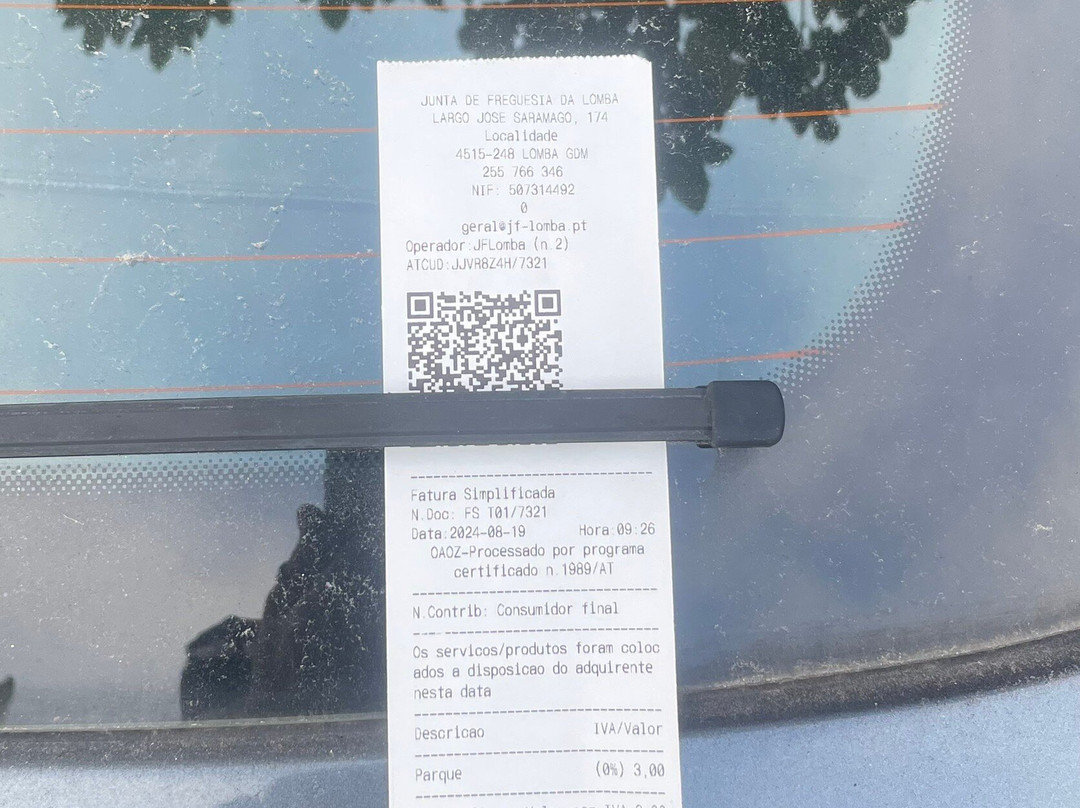 JUNTA DE FREGUESIA DA LOMBA
LARGO JOSE SARAMAGO, 174
Localidade
4515-248 LOMBA GDM
255 766 346
NIF: 507314492
0
geral@jf-lomba.pt
Operador:JFLomba (n.2)
ATCUD:JJVR8Z4H/7321
Fatura Simplificada
N.Doc: FS T01/7321
Data:2024-08-19 Hora:09:26
OAOZ-Processado por programa
certificado n.1989/AT
N.Contrib: Consumidor final
Os servicos/produtos foram coloc
ados a disposicao do adquirente
nesta data
Descricao IVA/Valor
Parque (0%) 3,00